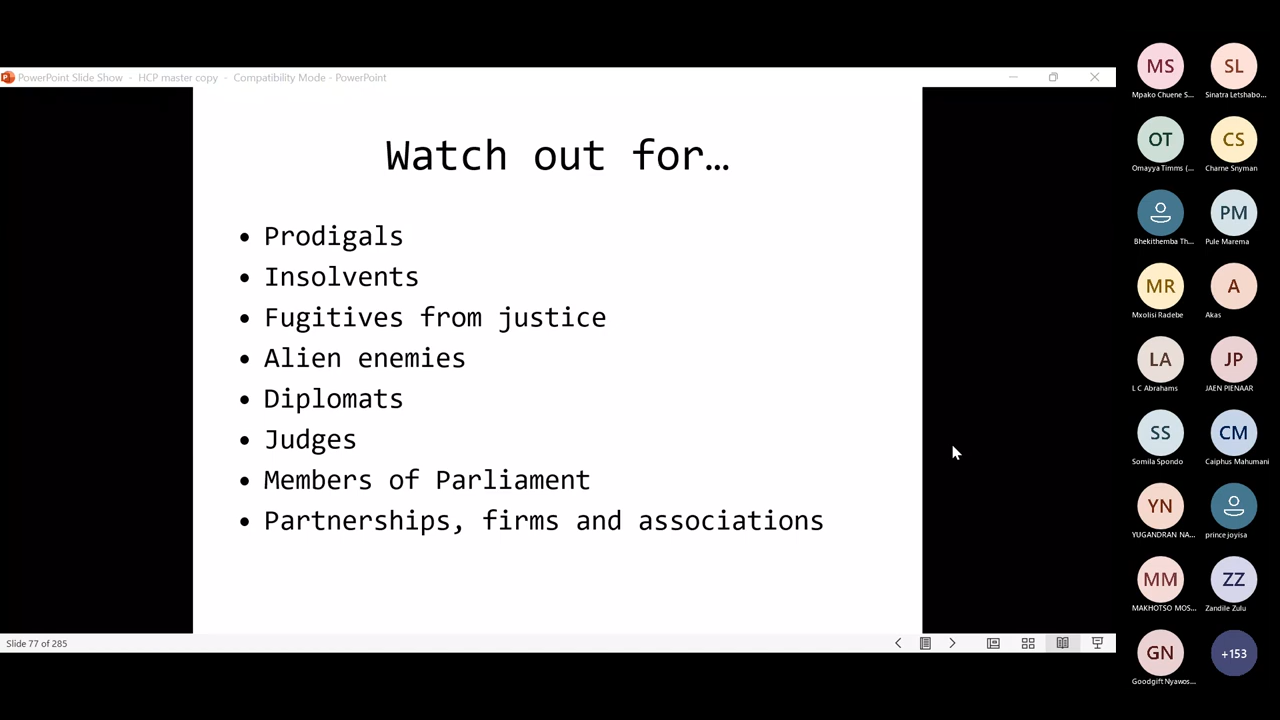 PowerPoint Slide Show - HCP master copy - Compatibility Mode - PowerPoint
Watch out for…
• Prodigals
• Insolvents
• Fugitives from justice
• Alien enemies
• Diplomats
• Judges
• Members of Parliament
• Partnerships, firms and associations
Slide 77 of 285
MS SL
Mpako Chuene S... Sinatra Letshabo...
OT CS
Omayya Timms (... Charne Snyman
PM
Bhekithemba Th... Pule Marema
MR A
Mxolisi Radebe Akas
LA JP
L C Abrahams JAEN PIENAAR
SS CM
Somila Spondo Caiphus Mahumani
YN
YUGANDRAN NA... prince joyisa
MM ZZ
MAKHOTSO MOS... Zandile Zulu
GN +153
Goodgift Nyawos...